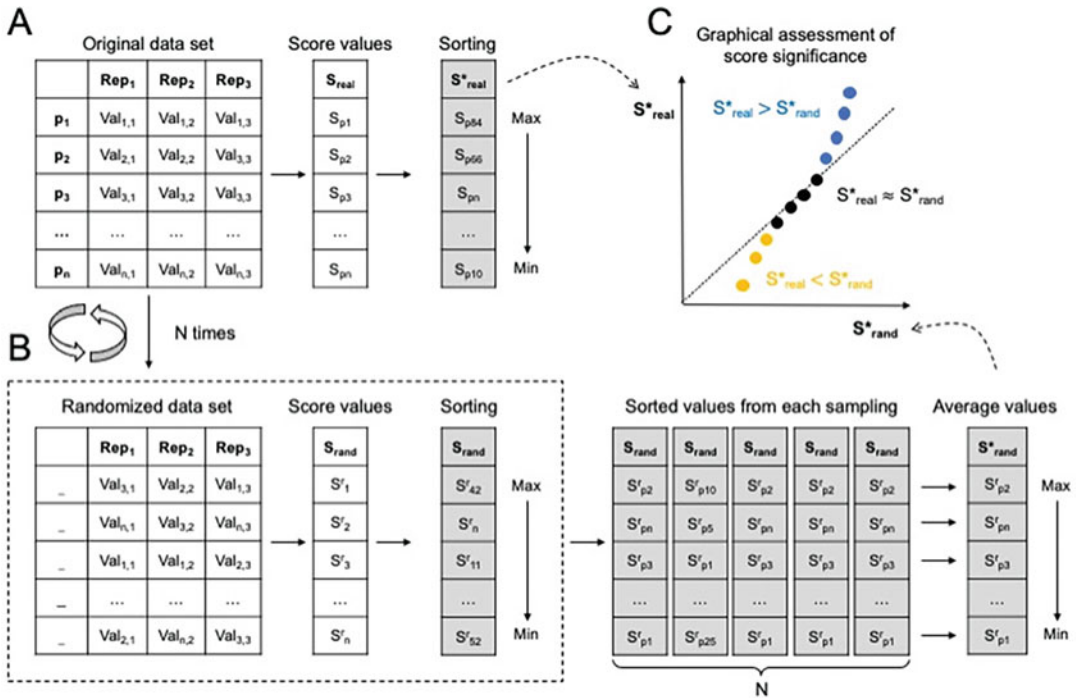 A
Original data set
Rep1 Rep2 Rep3
p1 Val1,1 Val1,2 Val1,3
p2 Val2,1 Val2,2 Val3,3
p3 Val3,1 Val3,2 Val3,3
... ... ... ...
pn Valn,1 Valn,2 Valn,3
Score values
Sreal
Sp1
Sp2
Sp3
...
Spn
Sorting
S*real
Sp84
Sp66
Spn
...
Sp10
Max
Min
N times
B
Randomized data set
Rep1 Rep2 Rep3
_ Val3,1 Val2,2 Val1,3
_ Valn,1 Val3,2 Valn,3
_ Val1,1 Val1,2 Val2,3
_ ... ... ...
_ Val2,1 Valn,2 Val3,3
Score values
Srand
Sr1
Sr2
Sr3
...
Srn
Sorting
Srand
Sr42
Srn
Sr11
...
Sr52
Max
Min
Sorted values from each sampling
Srand Srand Srand Srand Srand
Srp2 Srp10 Srp2 Srp2 Srp2
Srpn Srp5 Srpn Srpn Srpn
Srp3 Srp1 Srp3 Srp3 Srp3
... ... ... ... ...
Srp1 Srp25 Srp1 Srp1 Srp1
N
Average values
S*rand
Srp2
Srpn
Srp3
...
Srp1
Max
Min
C
Graphical assessment of
score significance
S*real
S*real > S*rand
S*real ≈ S*rand
S*real < S*rand
S*rand